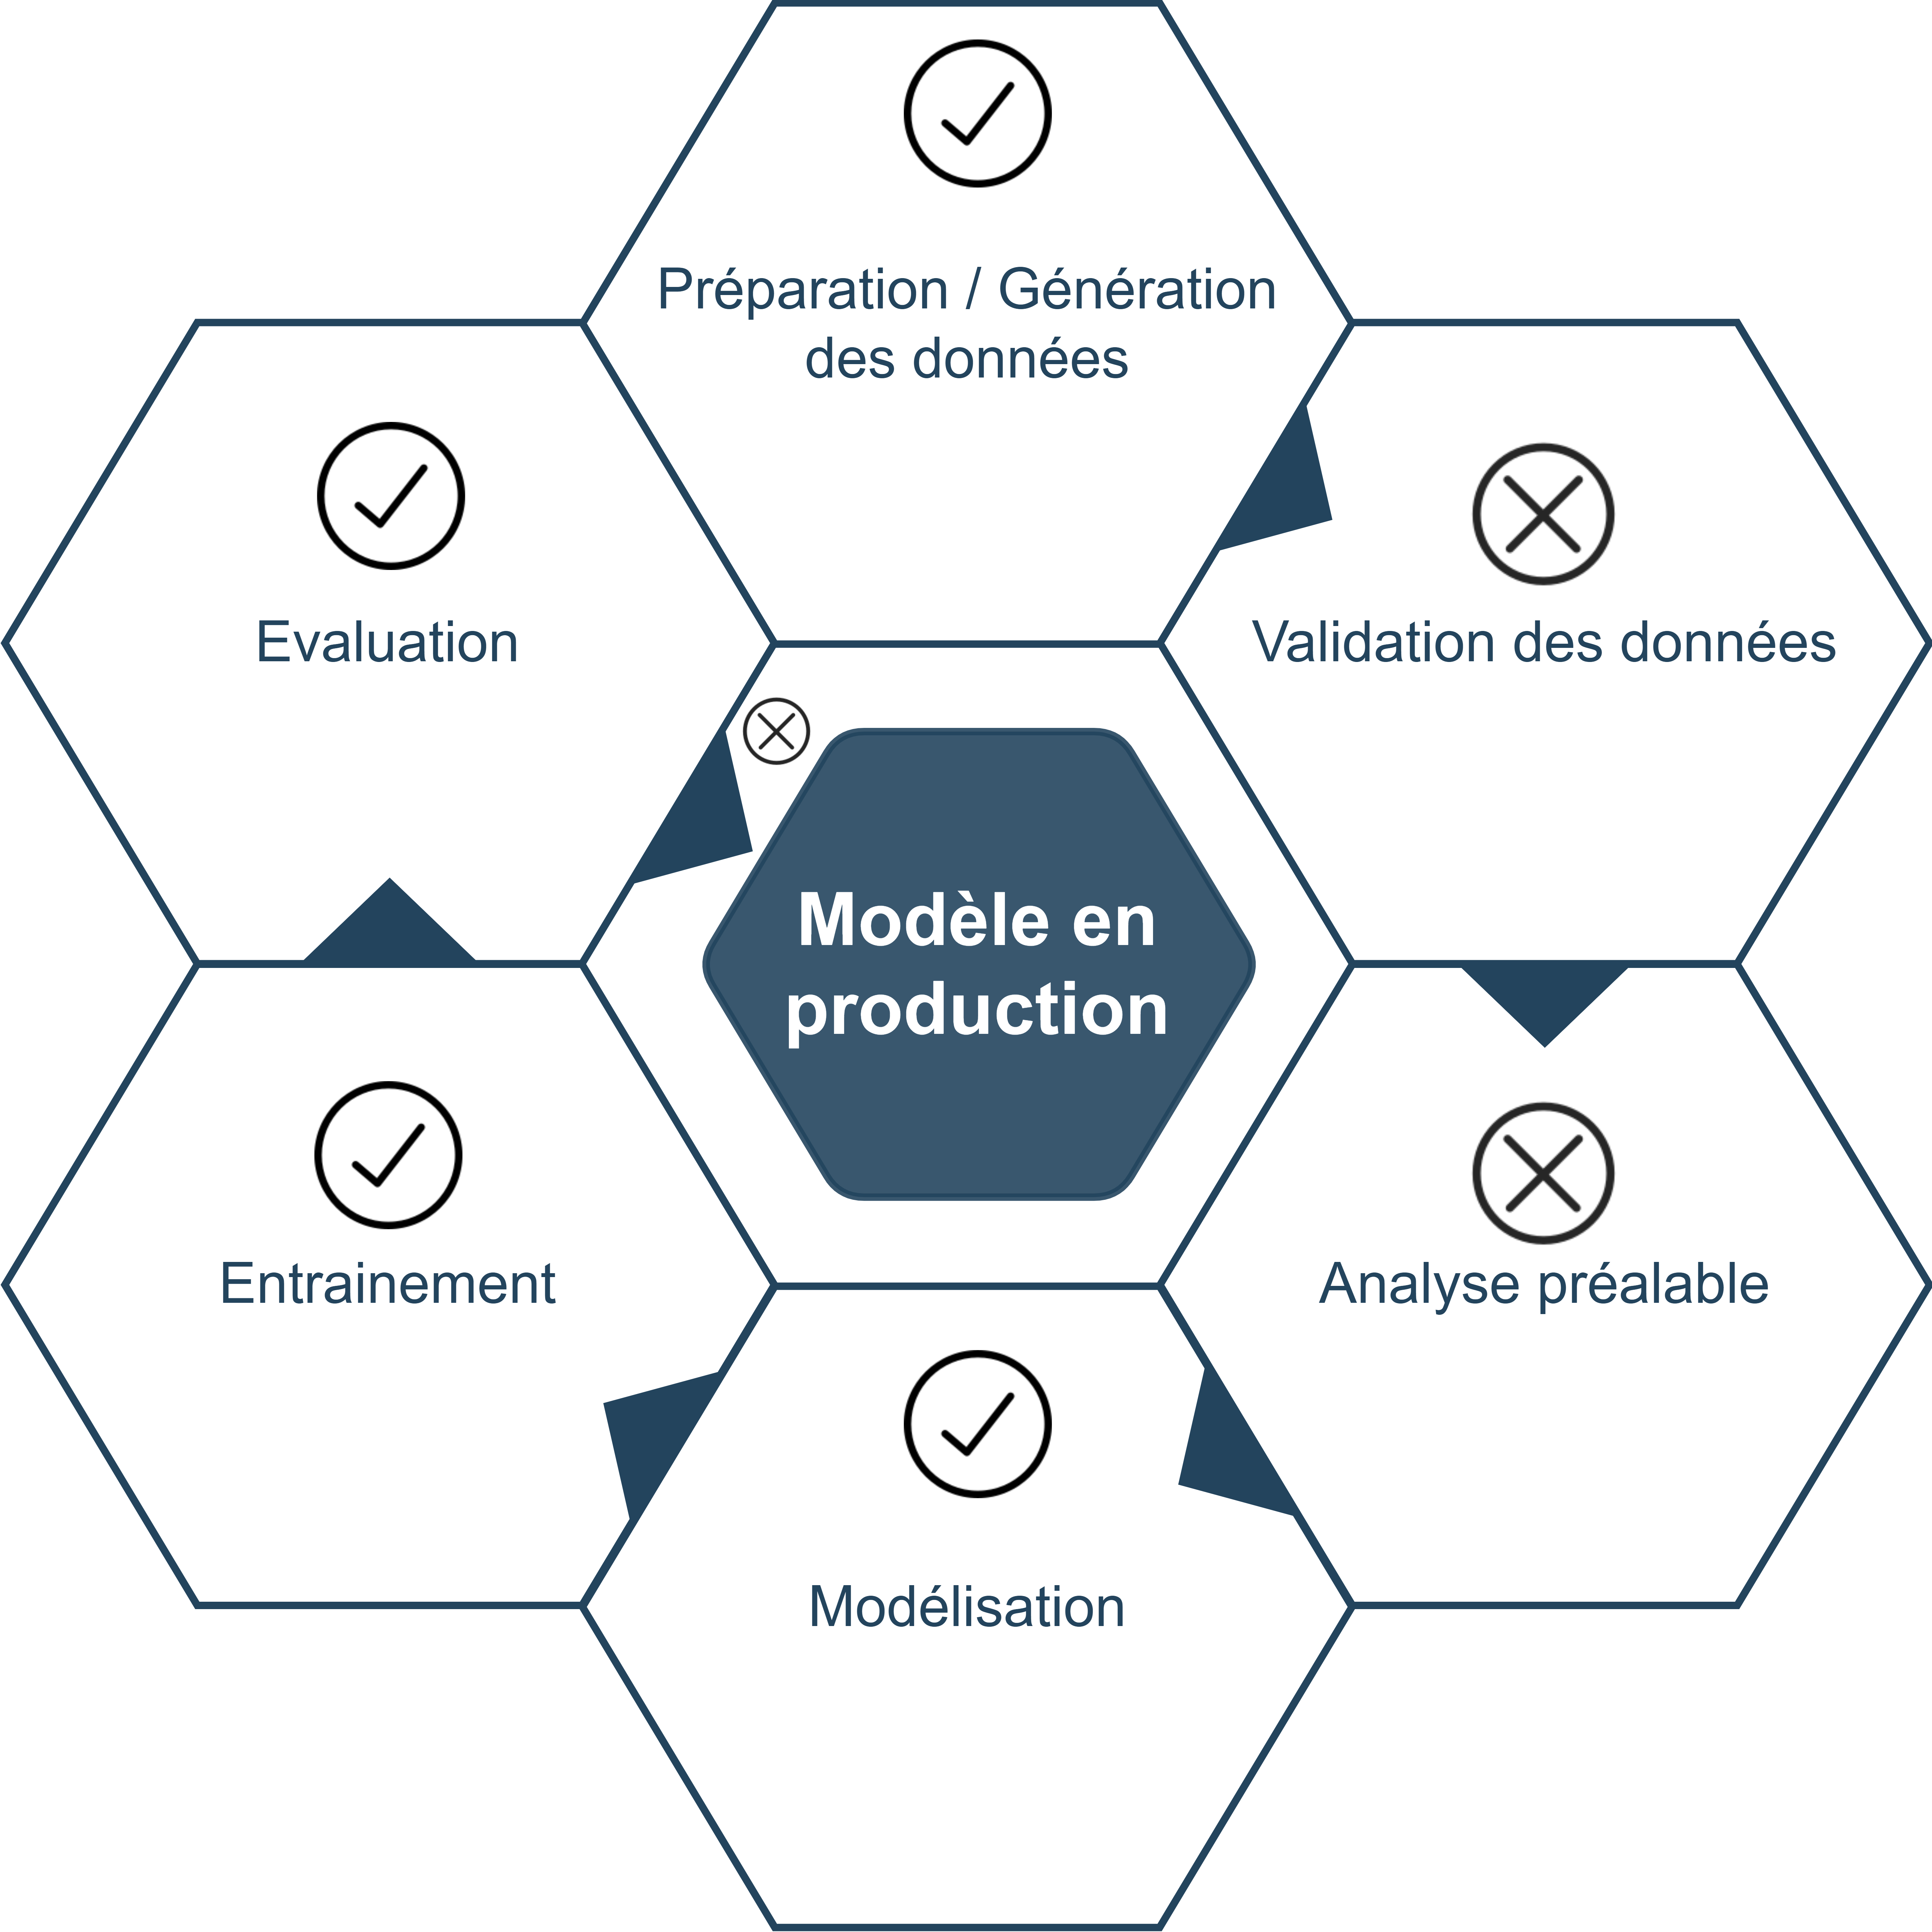 Préparation / Génération
des données
Evaluation
Validation des données
Modèle en
production
Entrainement
Analyse préalable
Modélisation